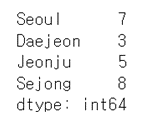 Seoul      7
Daejeon    3
Jeonju     5
Sejong     8
dtype: int64